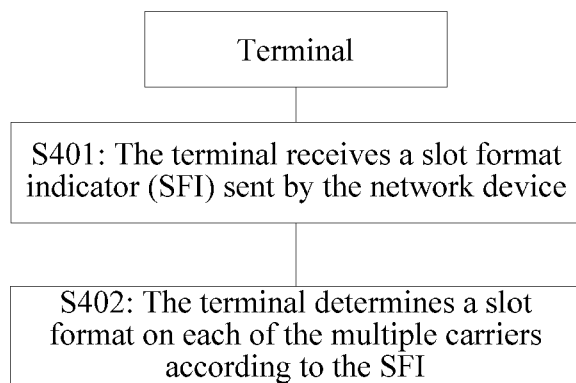 Terminal
S401: The terminal receives a slot format
indicator (SFI) sent by the network device
S402: The terminal determines a slot
format on each of the multiple carriers
according to the SFI